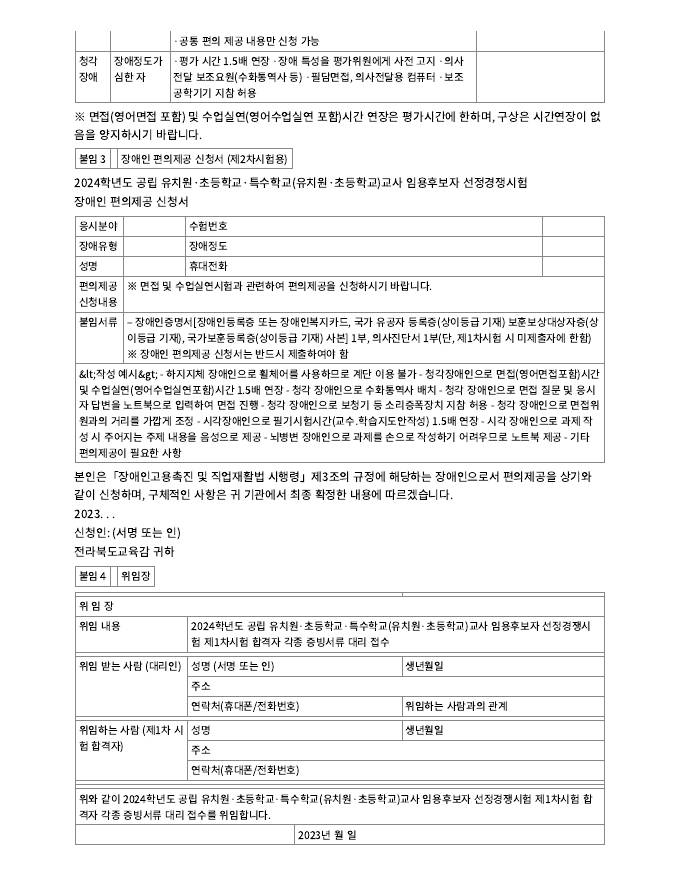 · 공통 편의 제공 내용만 신청 가능
청각 장애정도가 · 평가 시간 1.5배 연장 · 장애 특성을 평가위원에게 사전 고지 · 의사
장애 심한 자 전달 보조요원(수화통역사 등) · 필담면접, 의사전달용 컴퓨터 · 보조
공학기기 지참 허용
※ 면접(영어면접 포함) 및 수업실연(영어수업실연 포함)시간 연장은 평가시간에 한하며, 구상은 시간연장이 없
음을 양지하시기 바랍니다.
붙임 3 장애인 편의제공 신청서 (제2차시험용)
2024학년도 공립 유치원·초등학교·특수학교(유치원·초등학교)교사 임용후보자 선정경쟁시험
장애인 편의제공 신청서
응시분야 수험번호
장애유형 장애정도
성명 휴대전화
편의제공 ※ 면접 및 수업실연시험과 관련하여 편의제공을 신청하시기 바랍니다.
신청내용
붙임서류 – 장애인증명서[장애인등록증 또는 장애인복지카드, 국가 유공자 등록증(상이등급 기재) 보훈보상대상자증(상
이등급 기재), 국가보훈등록증(상이등급 기재) 사본] 1부, 의사진단서 1부(단, 제1차시험 시 미제출자에 한함)
※ 장애인 편의제공 신청서는 반드시 제출하여야 함
&lt;작성 예시&gt; - 하지지체 장애인으로 휠체어를 사용하므로 계단 이용 불가 - 청각장애인으로 면접(영어면접포함)시간
및 수업실연(영어수업실연포함)시간 1.5배 연장 - 청각 장애인으로 수화통역사 배치 - 청각 장애인으로 면접 질문 및 응시
자 답변을 노트북으로 입력하여 면접 진행 - 청각 장애인으로 보청기 등 소리증폭장치 지참 허용 - 청각 장애인으로 면접위
원과의 거리를 가깝게 조정 - 시각장애인으로 필기시험시간(교수.학습지도안작성) 1.5배 연장 - 시각 장애인으로 과제 작
성 시 주어지는 주제 내용을 음성으로 제공 - 뇌병변 장애인으로 과제를 손으로 작성하기 어려우므로 노트북 제공 - 기타
편의제공이 필요한 사항
본인은「장애인고용촉진 및 직업재활법 시행령」제3조의 규정에 해당하는 장애인으로서 편의제공을 상기와
같이 신청하며, 구체적인 사항은 귀 기관에서 최종 확정한 내용에 따르겠습니다.
2023. . .
신청인: (서명 또는 인)
전라북도교육감 귀하
붙임 4 위임장
위 임 장
위임 내용 2024학년도 공립 유치원·초등학교·특수학교(유치원·초등학교)교사 임용후보자 선정경쟁시
험 제1차시험 합격자 각종 증빙서류 대리 접수
위임 받는 사람 (대리인) 성명 (서명 또는 인) 생년월일
주소
연락처(휴대폰/전화번호) 위임하는 사람과의 관계
위임하는 사람 (제1차 시 성명 생년월일
험 합격자) 주소
연락처(휴대폰/전화번호)
위와 같이 2024학년도 공립 유치원·초등학교·특수학교(유치원·초등학교)교사 임용후보자 선정경쟁시험 제1차시험 합
격자 각종 증빙서류 대리 접수를 위임합니다.
2023년 월 일